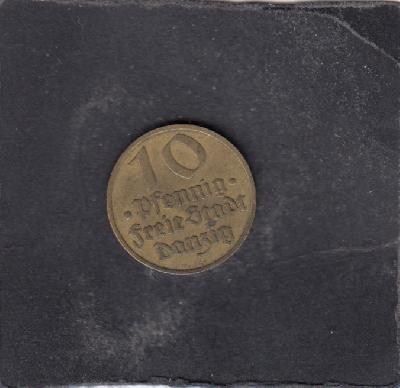 10
· Pfennig ·
Freie Stadt
Danzig